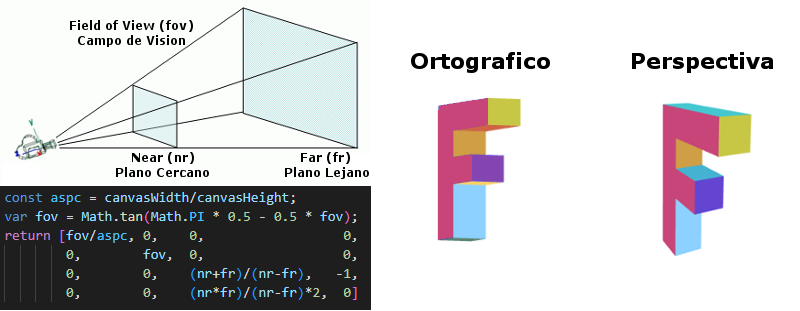 Field of View (fov)
Campo de Vision
Near (nr)
Plano Cercano
Far (fr)
Plano Lejano
const aspc = canvasWidth/canvasHeight;
var fov = Math.tan(Math.PI * 0.5 - 0.5 * fov);
return [fov/aspc, 0, 0, 0,
0, fov, 0, 0,
0, 0, (nr+fr)/(nr-fr), -1,
0, 0, (nr*fr)/(nr-fr)*2, 0]
Ortografico
Perspectiva